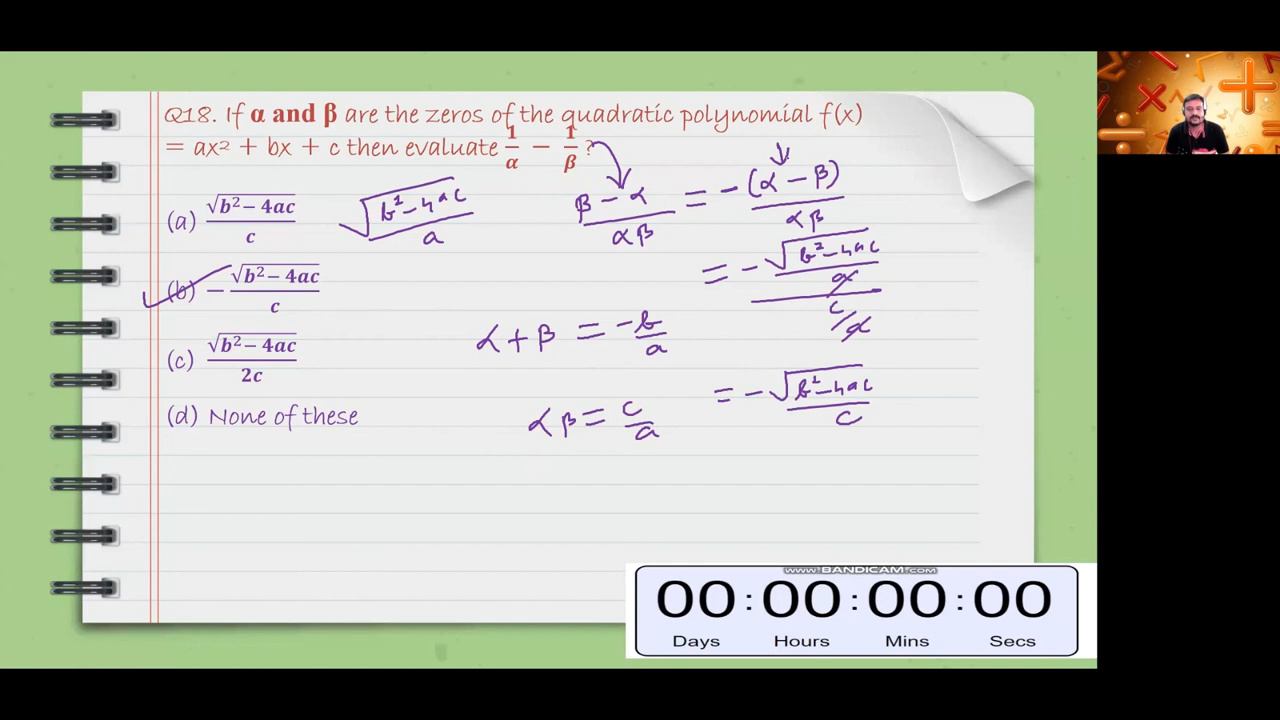 Q18. If α and β are the zeros of the quadratic polynomial f(x)
= ax² + bx + c then evaluate 1/α − 1/β ?
(a) √(b² − 4ac) / c
(b) − √(b² − 4ac) / c
(c) √(b² − 4ac) / 2c
(d) None of these
√(b² − 4ac) / a
(β − α) / αβ = −(α − β) / αβ
= − (√(b² − 4ac) / a) / (c/a)
α + β = −b/a
αβ = c/a
= − √(b² − 4ac) / c
www.BANDICAM.com
00:00:00:00
Days Hours Mins Secs